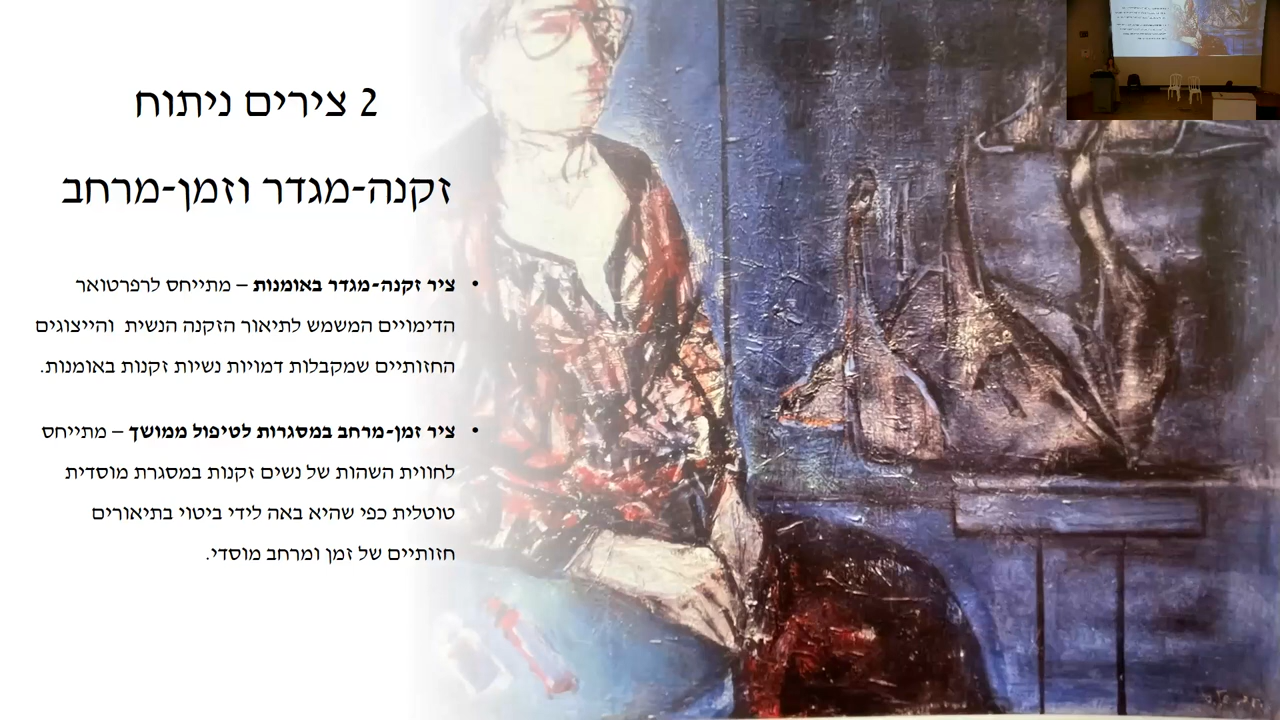 2 צירים ניתוח
זקנה-מגדר וזמן-מרחב
• ציר זקנה-מגדר באומנות – מתייחס לרפרטואר
הדימויים המשמש לתיאור הזקנה הנשית והייצוגים
החזותיים שמקבלות דמויות נשיות זקנות באומנות.
• ציר זמן-מרחב במסגרות לטיפול ממושך – מתייחס
לחווית השהות של נשים זקנות במסגרת מוסדית
טוטלית כפי שהיא באה לידי ביטוי בתיאורים
חזותיים של זמן ומרחב מוסדי.